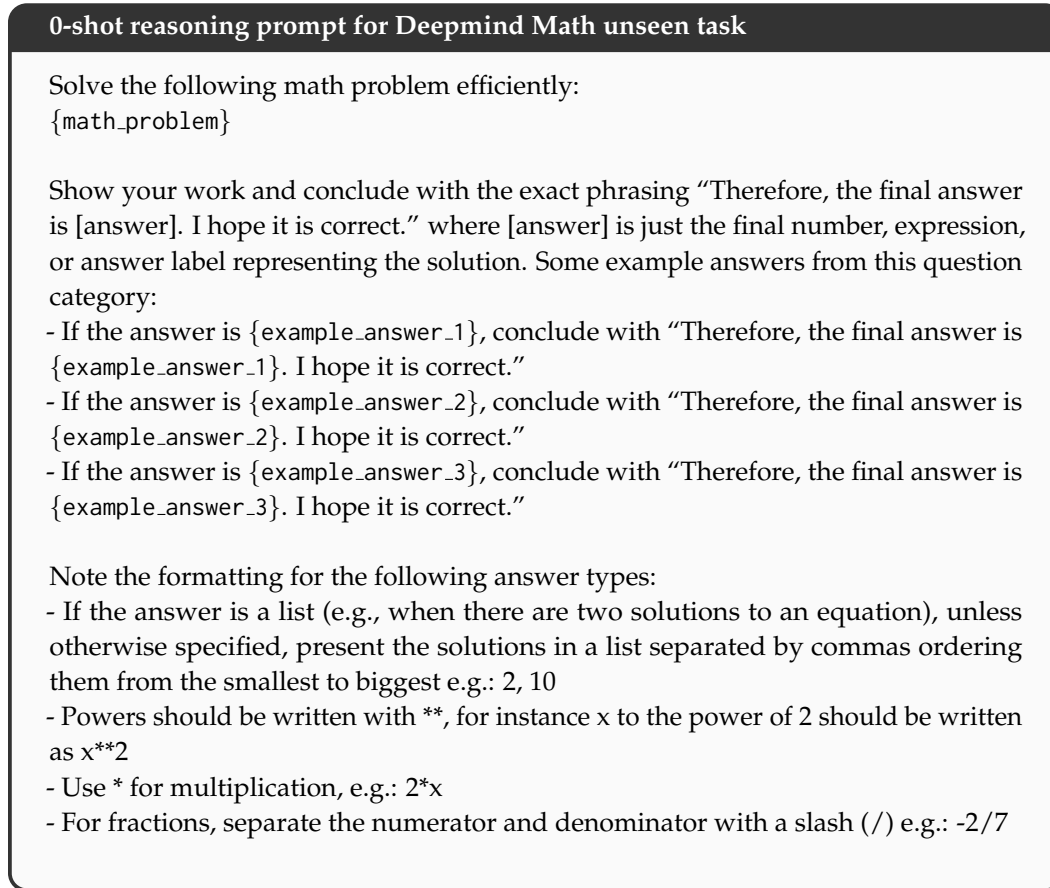 0-shot reasoning prompt for Deepmind Math unseen task
Solve the following math problem efficiently:
{math_problem}
Show your work and conclude with the exact phrasing “Therefore, the final answer
is [answer]. I hope it is correct.” where [answer] is just the final number, expression,
or answer label representing the solution. Some example answers from this question
category:
- If the answer is {example_answer_1}, conclude with “Therefore, the final answer is
{example_answer_1}. I hope it is correct.”
- If the answer is {example_answer_2}, conclude with “Therefore, the final answer is
{example_answer_2}. I hope it is correct.”
- If the answer is {example_answer_3}, conclude with “Therefore, the final answer is
{example_answer_3}. I hope it is correct.”
Note the formatting for the following answer types:
- If the answer is a list (e.g., when there are two solutions to an equation), unless
otherwise specified, present the solutions in a list separated by commas ordering
them from the smallest to biggest e.g.: 2, 10
- Powers should be written with **, for instance x to the power of 2 should be written
as x**2
- Use * for multiplication, e.g.: 2*x
- For fractions, separate the numerator and denominator with a slash (/) e.g.: -2/7